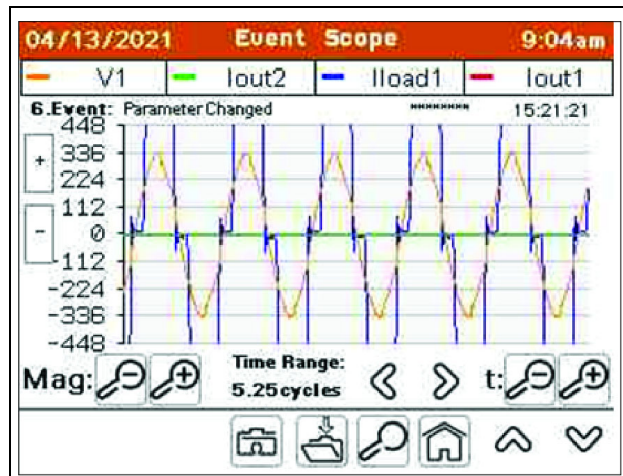 04/13/2021 Event Scope 9:04am
V1 Iout2 Iload1 Iout1
6.Event: Parameter Changed ******** 15:21:21
448
336
224
112
0
-112
-224
-336
-448
+
-
Mag: Time Range: t:
5.25cycles